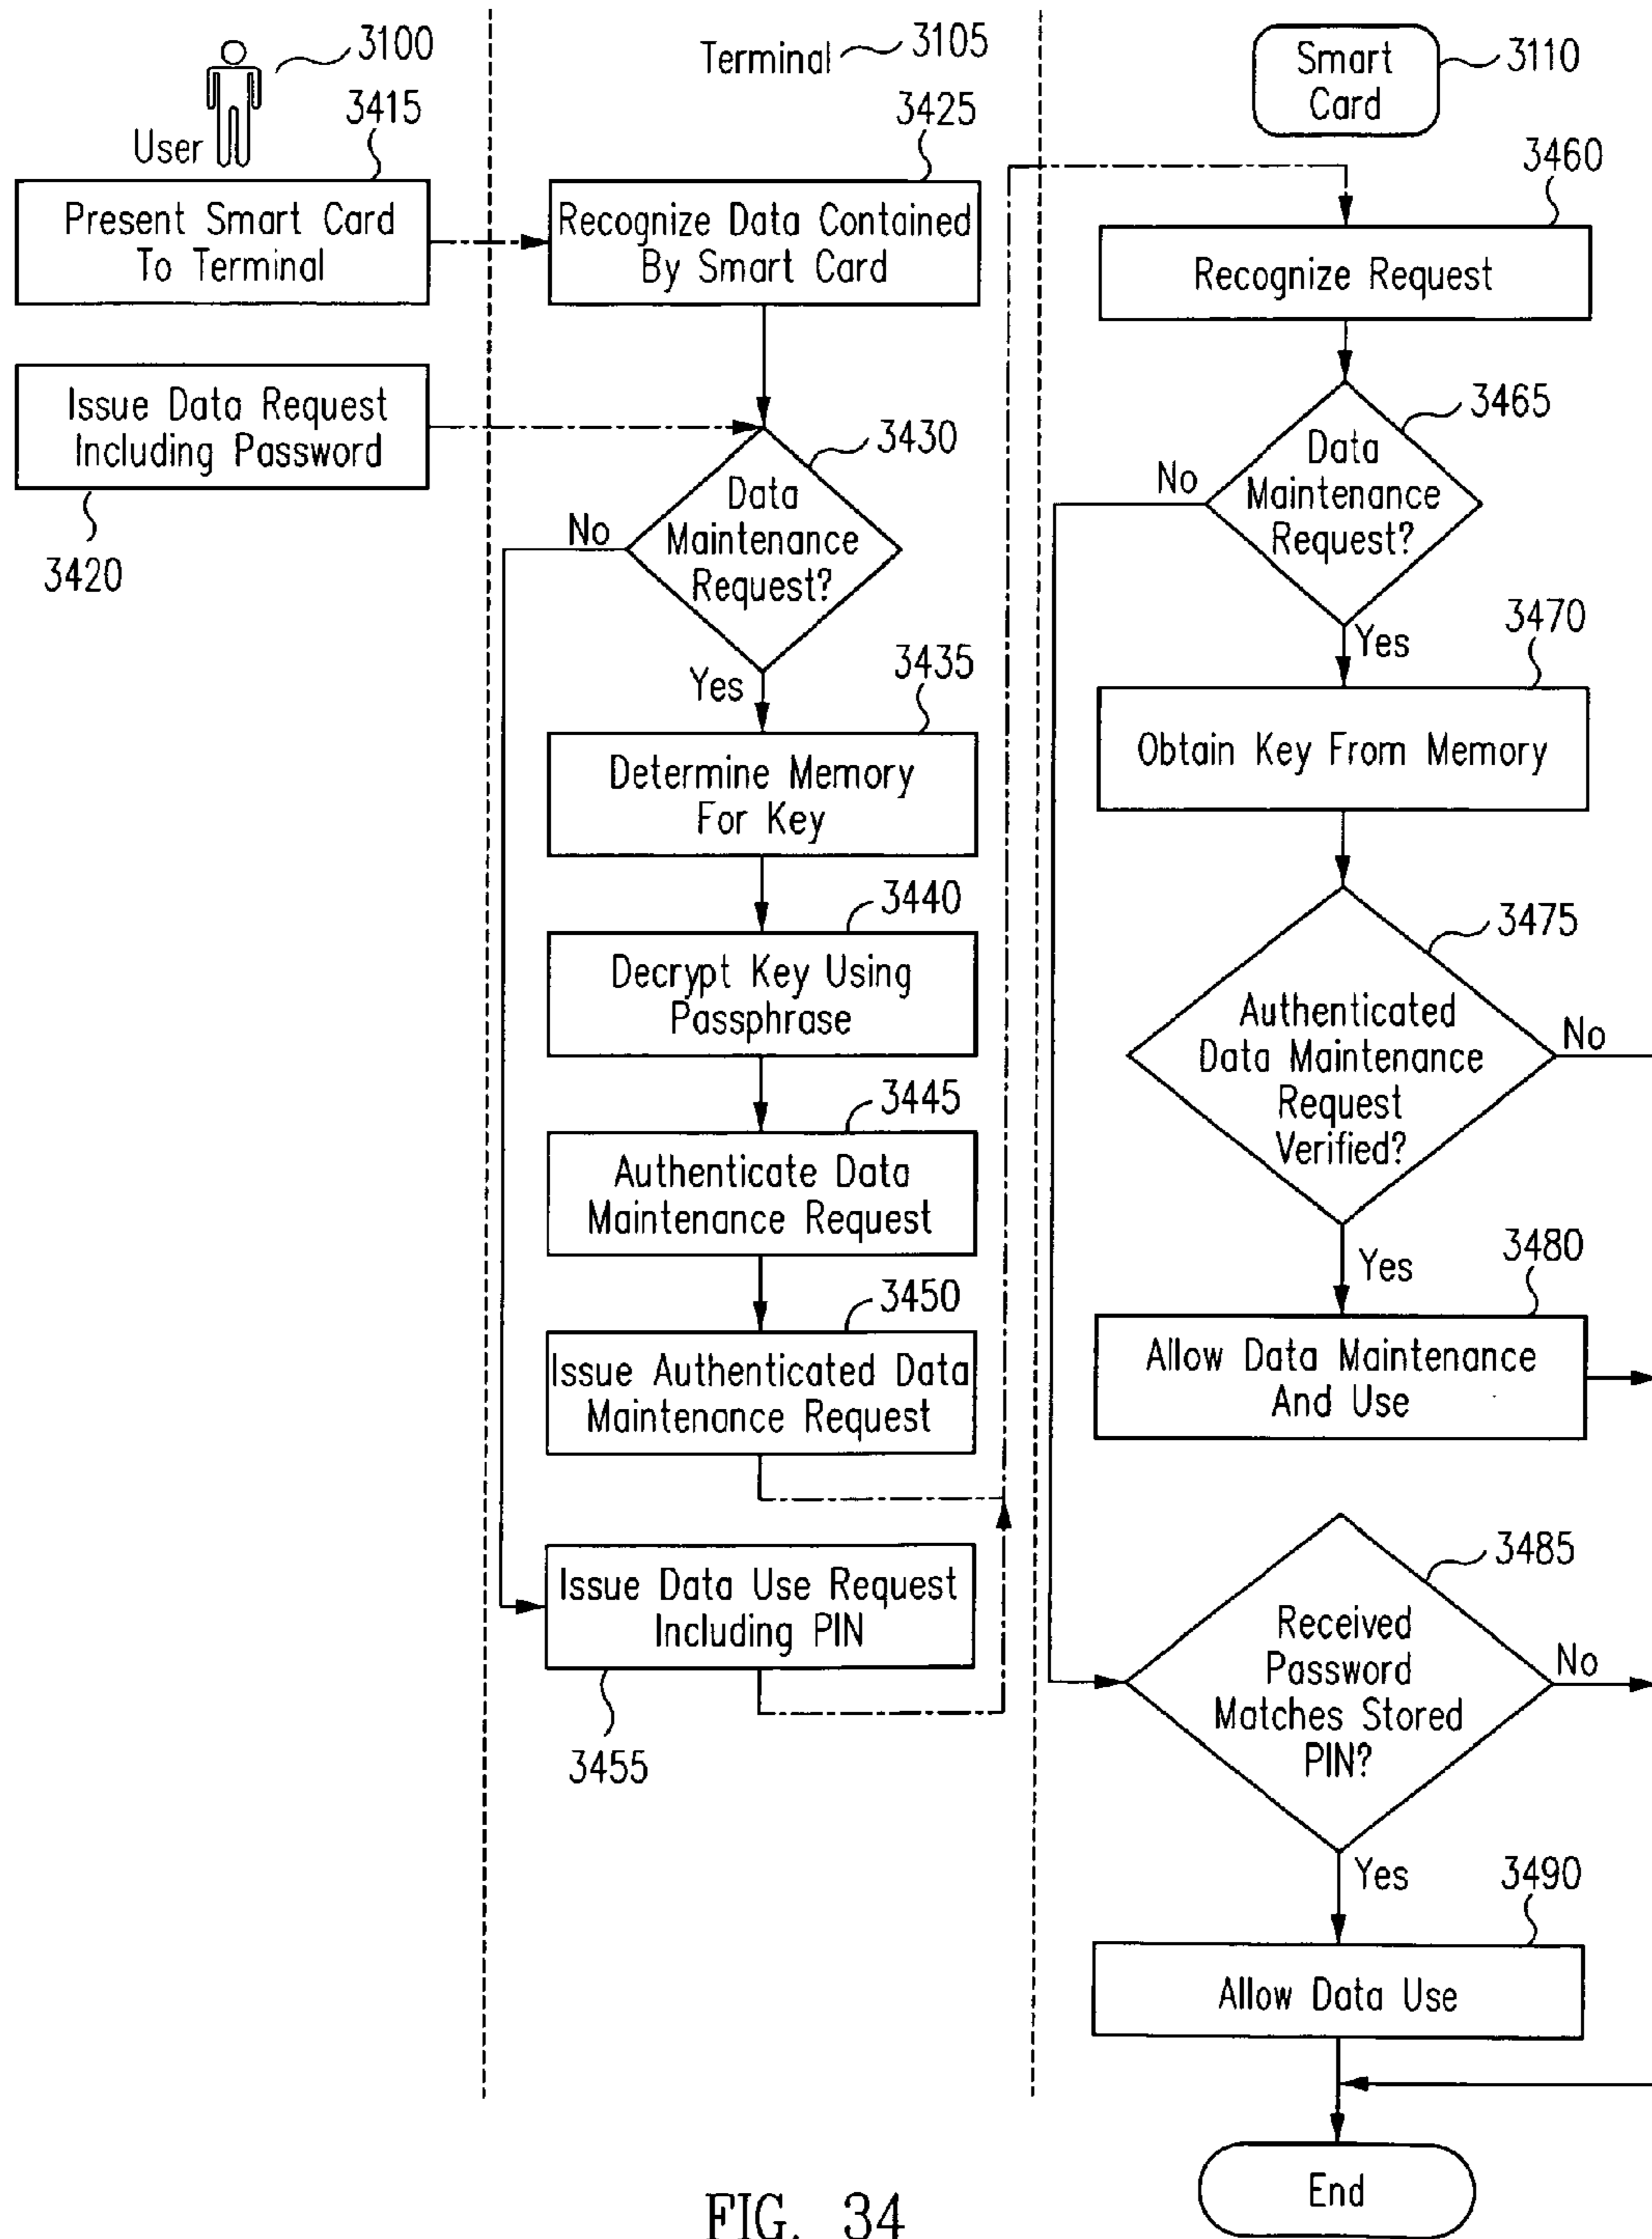 3100
User
3415
Present Smart Card
To Terminal
Issue Data Request
Including Password
3420
Terminal
3105
3425
Recognize Data Contained
By Smart Card
3430
Data
Maintenance
Request?
No
Yes
3435
Determine Memory
For Key
3440
Decrypt Key Using
Passphrase
3445
Authenticate Data
Maintenance Request
3450
Issue Authenticated Data
Maintenance Request
Issue Data Use Request
Including PIN
3455
Smart
Card
3110
3460
Recognize Request
3465
Data
Maintenance
Request?
No
Yes
3470
Obtain Key From Memory
3475
Authenticated
Data Maintenance
Request
Verified?
No
Yes
3480
Allow Data Maintenance
And Use
3485
Received
Password
Matches Stored
PIN?
No
Yes
3490
Allow Data Use
End
FIG. 34